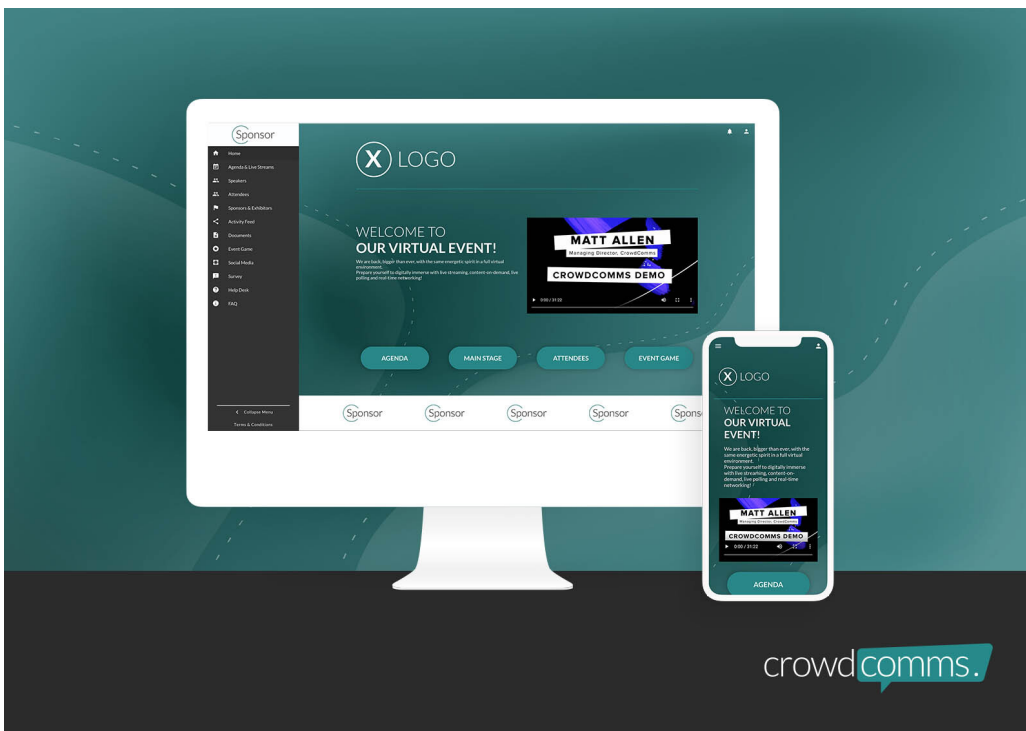 Sponsor
Home
Agenda & Live Streams
Speakers
Attendees
Sponsors & Exhibitors
Activity Feed
Documents
Event Game
Social Media
Survey
Help Desk
FAQ
Collapse Menu
Terms & Conditions
X LOGO
WELCOME TO
OUR VIRTUAL EVENT!
We are back, bigger than ever, with the same energetic spirit in a full virtual
environment.
Prepare yourself to digitally immerse with live streaming, content-on-demand, live
polling and real-time networking!
MATT ALLEN
Managing Director, CrowdComms
CROWDCOMMS DEMO
0:00 / 31:22
AGENDA
MAIN STAGE
ATTENDEES
EVENT GAME
Sponsor
Sponsor
Sponsor
Sponsor
Spons
X LOGO
WELCOME TO
OUR VIRTUAL
EVENT!
We are back, bigger than ever, with the
same energetic spirit in a full virtual
environment.
Prepare yourself to digitally immerse
with live streaming, content-on-
demand, live polling and real-time
networking!
MATT ALLEN
Managing Director, CrowdComms
CROWDCOMMS DEMO
0:00 / 31:22
AGENDA
crowdcomms.